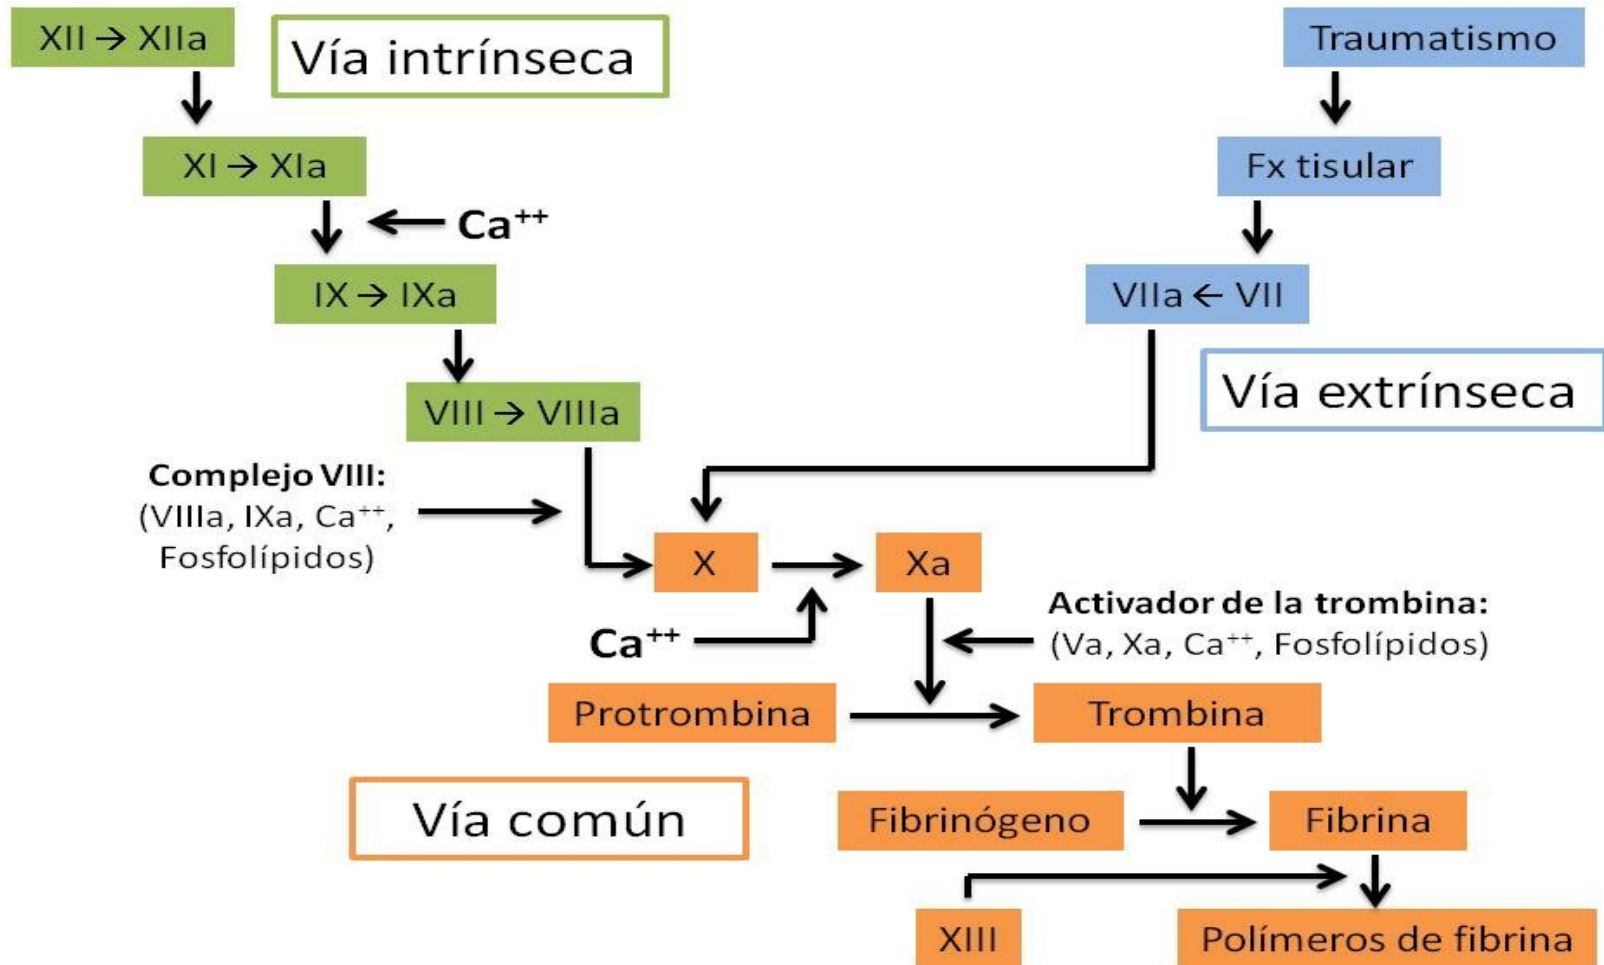 XII → XIIa
Vía intrínseca
Traumatismo
XI → XIa
Fx tisular
Ca⁺⁺
IX → IXa
VIIa ← VII
Vía extrínseca
VIII → VIIIa
Complejo VIII:
(VIIIa, IXa, Ca⁺⁺,
Fosfolípidos)
X
Xa
Ca⁺⁺
Activador de la trombina:
(Va, Xa, Ca⁺⁺, Fosfolípidos)
Protrombina
Trombina
Vía común
Fibrinógeno
Fibrina
XIII
Polímeros de fibrina